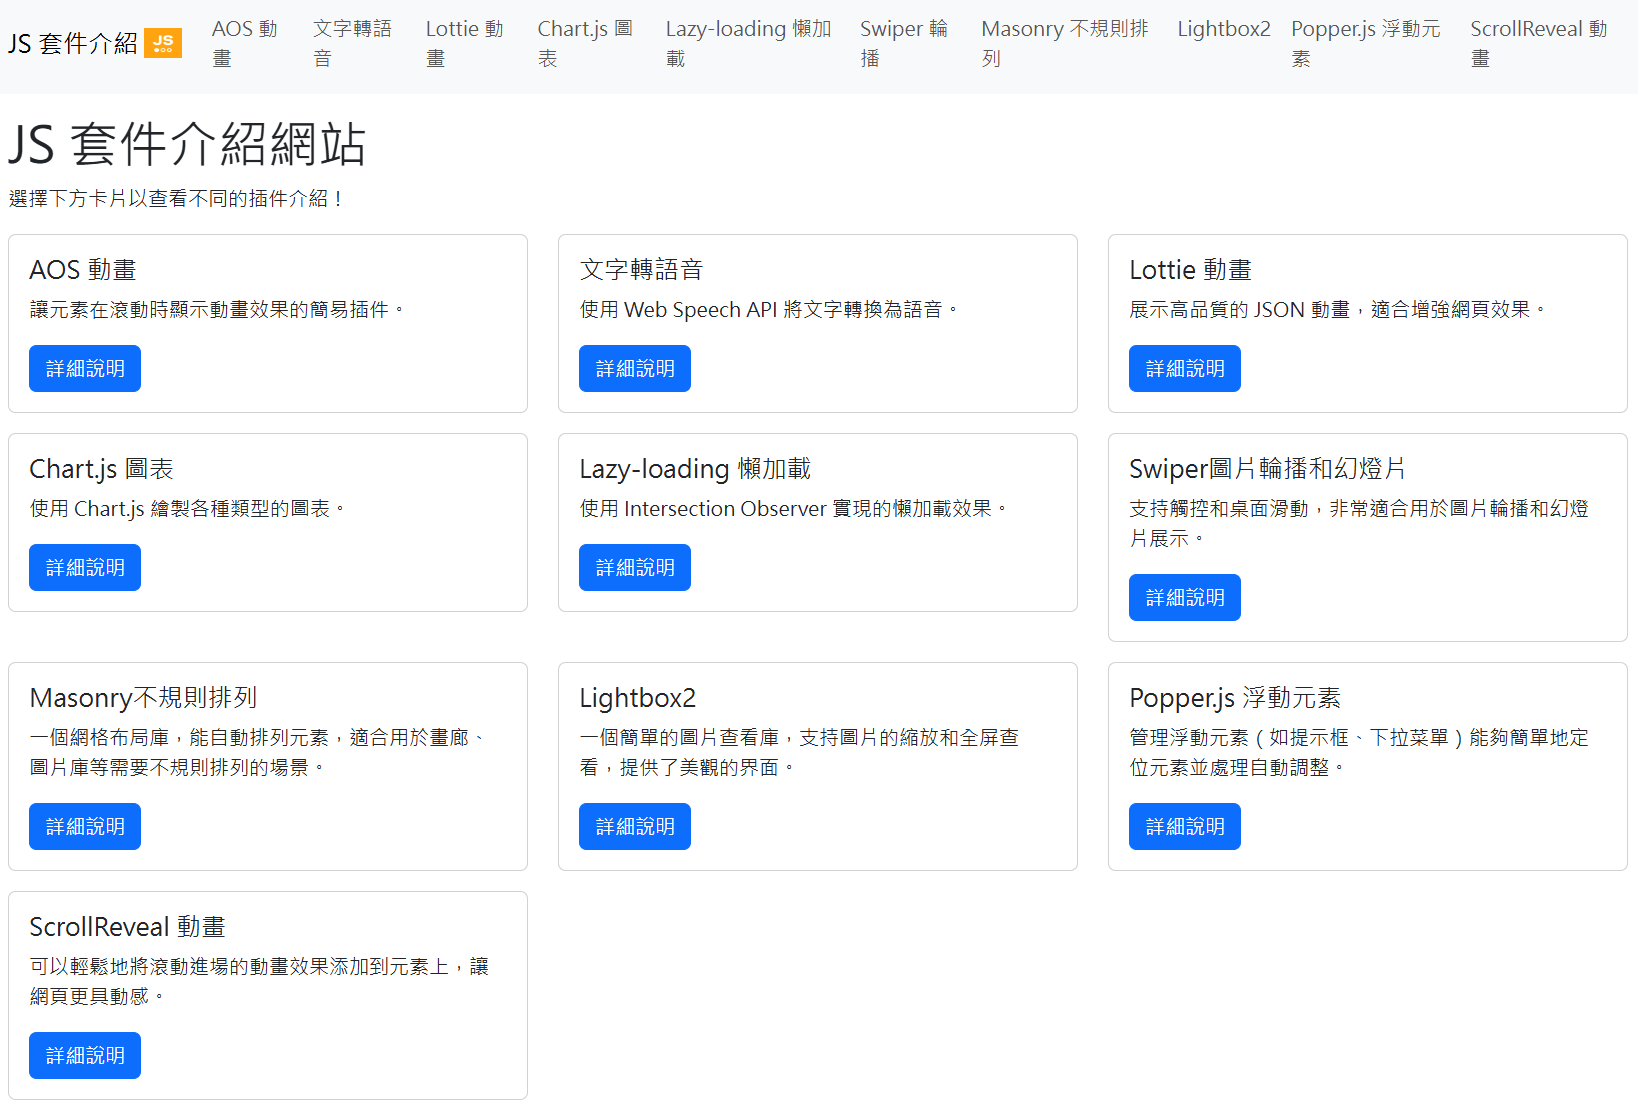 JS 套件介紹 JS
AOS 動
畫
文字轉語
音
Lottie 動
畫
Chart.js 圖
表
Lazy-loading 懶加
載
Swiper 輪
播
Masonry 不規則排
列
Lightbox2
Popper.js 浮動元
素
ScrollReveal 動
畫
JS 套件介紹網站
選擇下方卡片以查看不同的插件介紹！
AOS 動畫
讓元素在滾動時顯示動畫效果的簡易插件。
詳細說明
文字轉語音
使用 Web Speech API 將文字轉換為語音。
詳細說明
Lottie 動畫
展示高品質的 JSON 動畫，適合增強網頁效果。
詳細說明
Chart.js 圖表
使用 Chart.js 繪製各種類型的圖表。
詳細說明
Lazy-loading 懶加載
使用 Intersection Observer 實現的懶加載效果。
詳細說明
Swiper圖片輪播和幻燈片
支持觸控和桌面滑動，非常適合用於圖片輪播和幻燈
片展示。
詳細說明
Masonry不規則排列
一個網格布局庫，能自動排列元素，適合用於畫廊、
圖片庫等需要不規則排列的場景。
詳細說明
Lightbox2
一個簡單的圖片查看庫，支持圖片的縮放和全屏查
看，提供了美觀的界面。
詳細說明
Popper.js 浮動元素
管理浮動元素（如提示框、下拉菜單）能夠簡單地定
位元素並處理自動調整。
詳細說明
ScrollReveal 動畫
可以輕鬆地將滾動進場的動畫效果添加到元素上，讓
網頁更具動感。
詳細說明